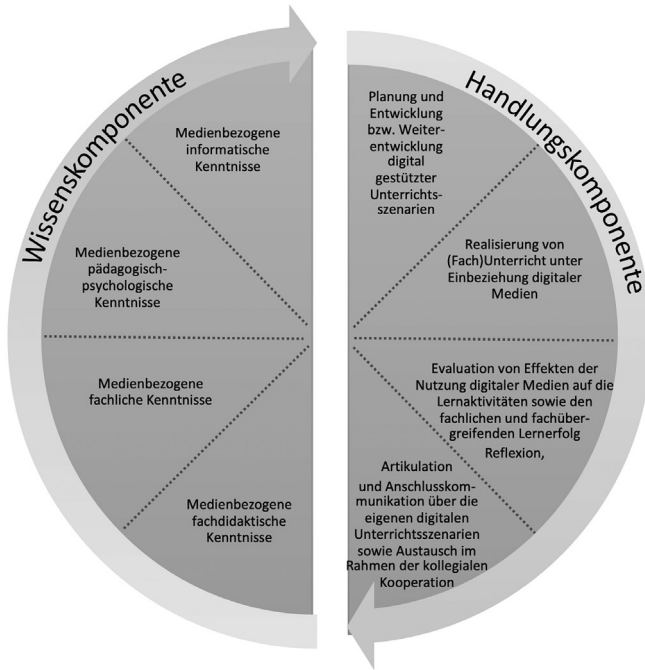 Wissenskomponente
Medienbezogene
informatische
Kenntnisse
Medienbezogene
pädagogisch-
psychologische
Kenntnisse
Medienbezogene
fachliche Kenntnisse
Medienbezogene
fachdidaktische
Kenntnisse
Handlungskomponente
Planung und
Entwicklung
bzw. Weiter-
entwicklung
digital
gestützter
Unterrichts-
szenarien
Realisierung von
(Fach)Unterricht unter
Einbeziehung digitaler
Medien
Evaluation von Effekten der
Nutzung digitaler Medien auf die
Lernaktivitäten sowie den
fachlichen und fachüber-
greifenden Lernerfolg
Reflexion,
Artikulation
und Anschlusskom-
munikation über die
eigenen digitalen
Unterrichtsszenarien
sowie Austausch im
Rahmen der kollegialen
Kooperation